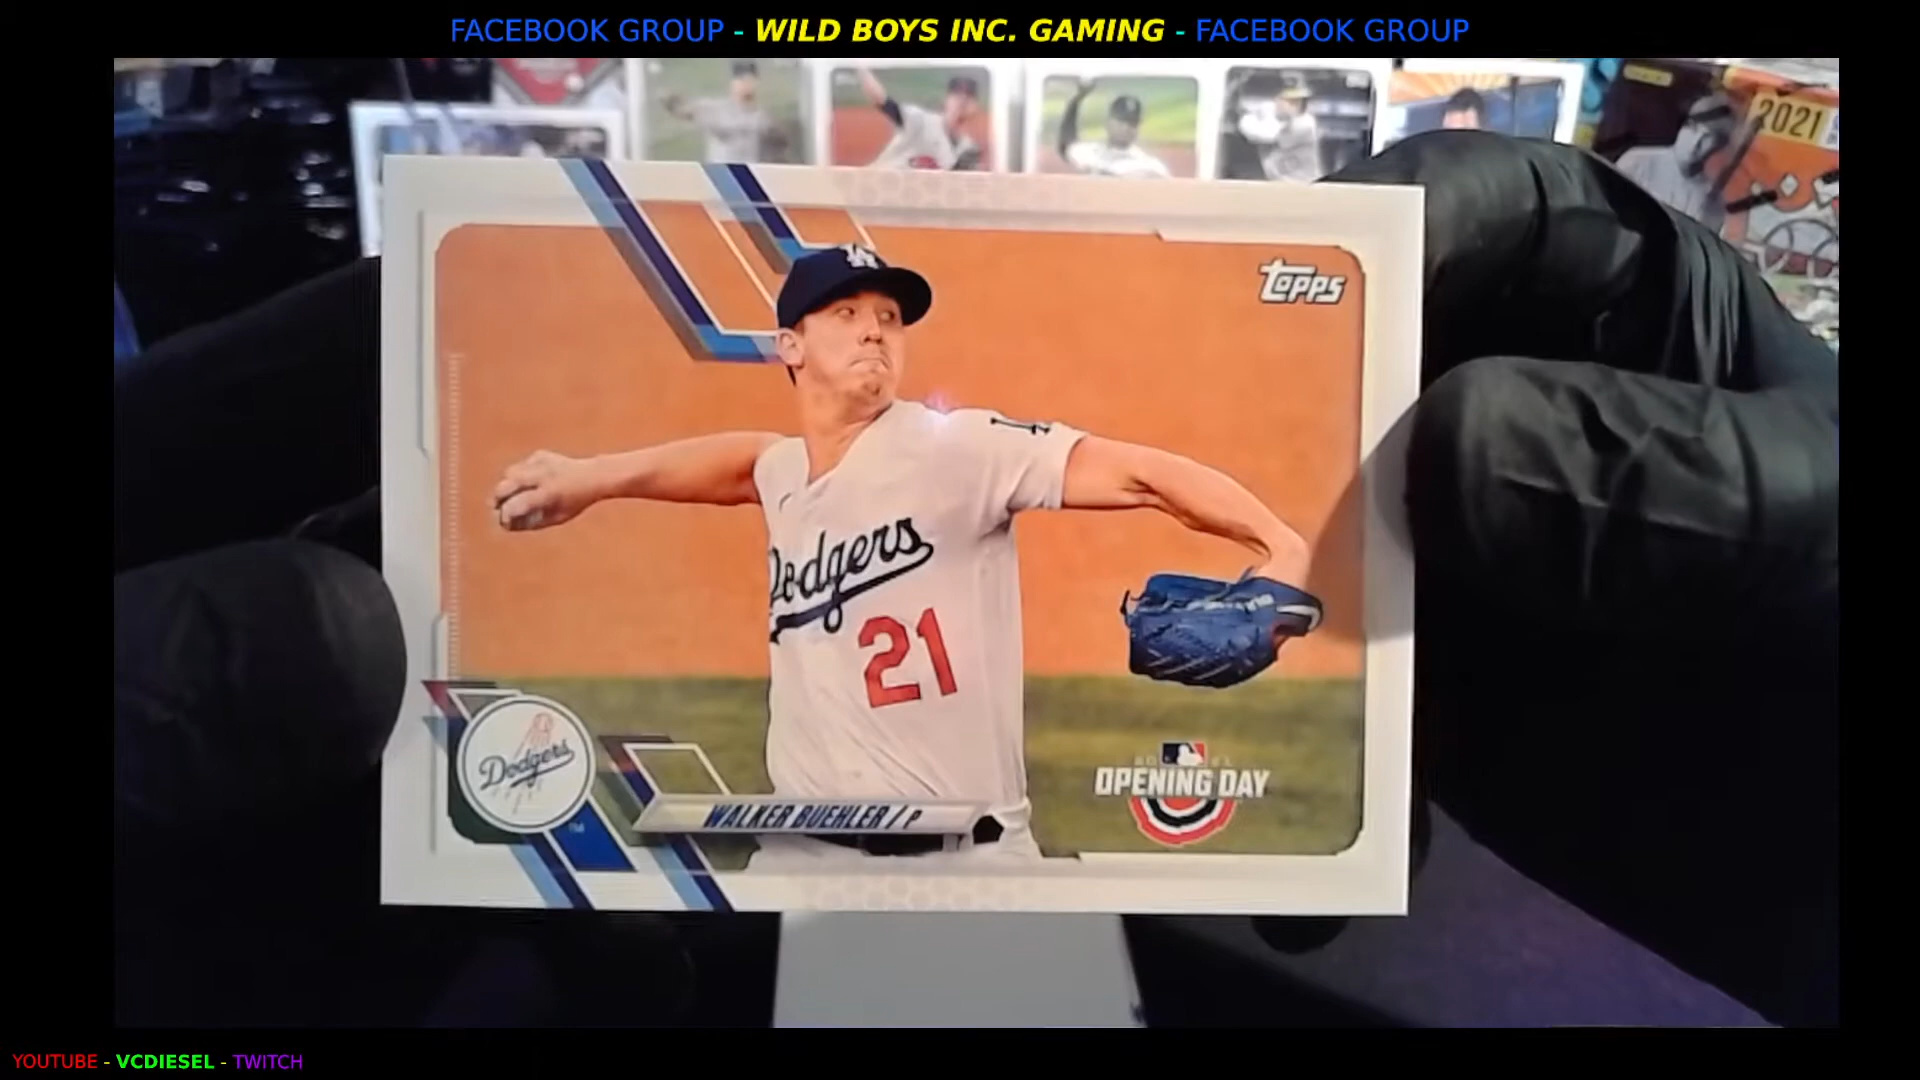 FACEBOOK GROUP - WILD BOYS INC. GAMING - FACEBOOK GROUP
2021
Topps
Dodgers
21
Dodgers
TM
WALKER BUEHLER / P
OPENING DAY
YOUTUBE - VCDIESEL - TWITCH